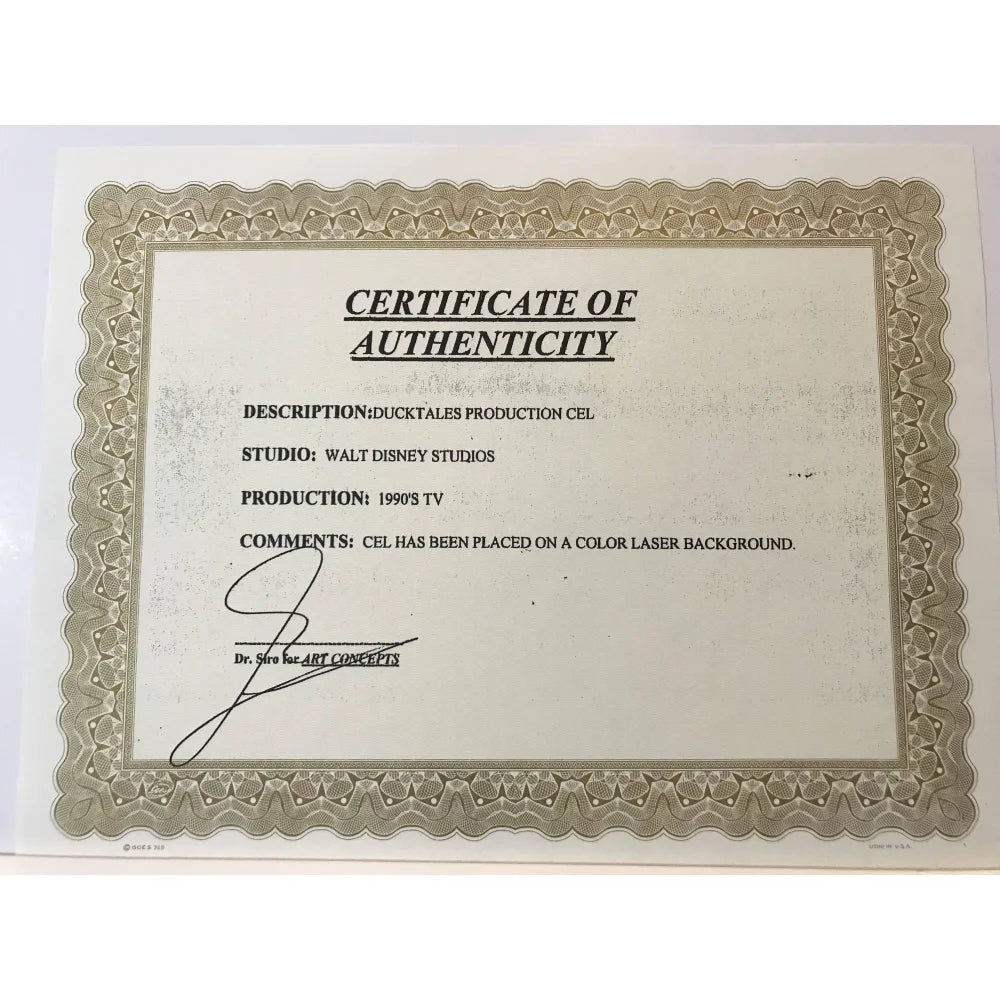 CERTIFICATE OF
AUTHENTICITY
DESCRIPTION:DUCKTALES PRODUCTION CEL
STUDIO: WALT DISNEY STUDIOS
PRODUCTION: 1990'S TV
COMMENTS: CEL HAS BEEN PLACED ON A COLOR LASER BACKGROUND.
Dr. Siro for ART CONCEPTS
© GOES
U.S.A.